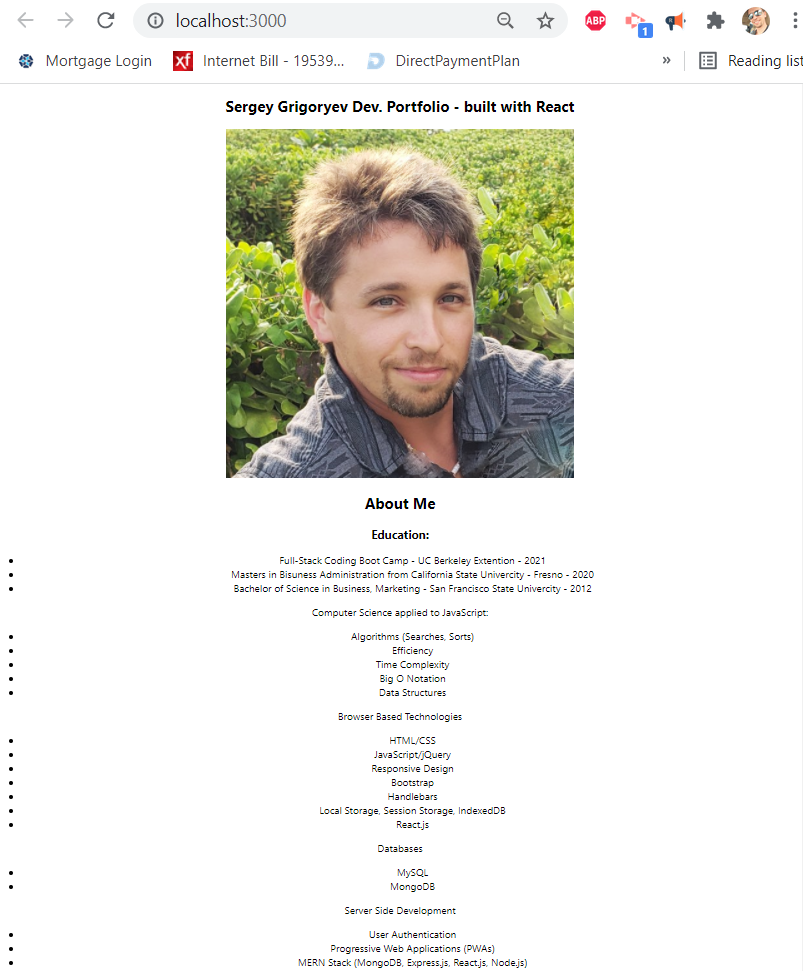 localhost:3000
ABP
1
Mortgage Login
xf
Internet Bill - 19539...
DirectPaymentPlan
»
Reading list
Sergey Grigoryev Dev. Portfolio - built with React
About Me
Education:
Full-Stack Coding Boot Camp - UC Berkeley Extention - 2021
Masters in Bisuness Administration from California State Univercity - Fresno - 2020
Bachelor of Science in Business, Marketing - San Francisco State Univercity - 2012
Computer Science applied to JavaScript:
Algorithms (Searches, Sorts)
Efficiency
Time Complexity
Big O Notation
Data Structures
Browser Based Technologies
HTML/CSS
JavaScript/jQuery
Responsive Design
Bootstrap
Handlebars
Local Storage, Session Storage, IndexedDB
React.js
Databases
MySQL
MongoDB
Server Side Development
User Authentication
Progressive Web Applications (PWAs)
MERN Stack (MongoDB, Express.js, React.js, Node.js)